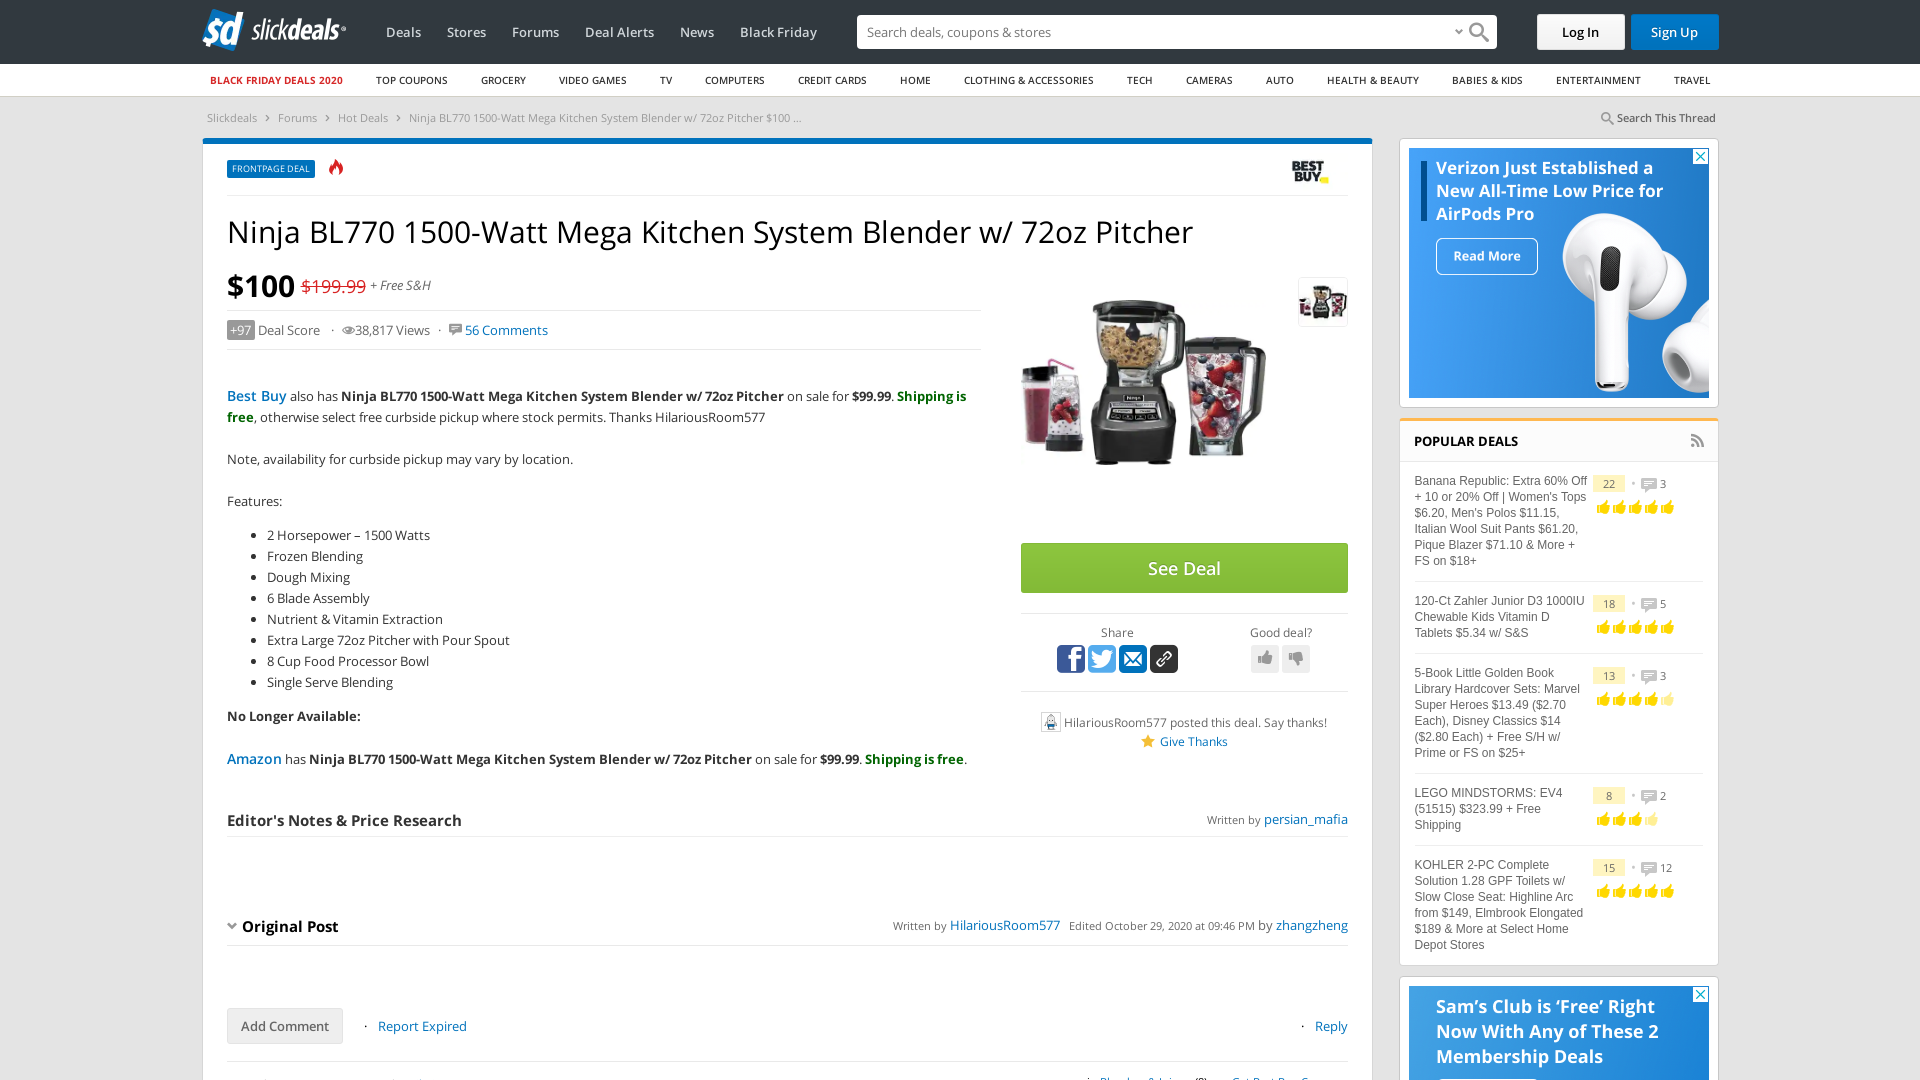 slickdeals
Deals
Stores
Forums
Deal Alerts
News
Black Friday
Search deals, coupons & stores
Log In
Sign Up
BLACK FRIDAY DEALS 2020
TOP COUPONS
GROCERY
VIDEO GAMES
TV
COMPUTERS
CREDIT CARDS
HOME
CLOTHING & ACCESSORIES
TECH
CAMERAS
AUTO
HEALTH & BEAUTY
BABIES & KIDS
ENTERTAINMENT
TRAVEL
Slickdeals › Forums › Hot Deals › Ninja BL770 1500-Watt Mega Kitchen System Blender w/ 72oz Pitcher $100 ...
Search This Thread
FRONTPAGE DEAL
BEST BUY
Ninja BL770 1500-Watt Mega Kitchen System Blender w/ 72oz Pitcher
$100 $199.99 + Free S&H
+97 Deal Score · 38,817 Views · 56 Comments
Best Buy also has Ninja BL770 1500-Watt Mega Kitchen System Blender w/ 72oz Pitcher on sale for $99.99. Shipping is
free, otherwise select free curbside pickup where stock permits. Thanks HilariousRoom577
Note, availability for curbside pickup may vary by location.
Features:
2 Horsepower – 1500 Watts
Frozen Blending
Dough Mixing
6 Blade Assembly
Nutrient & Vitamin Extraction
Extra Large 72oz Pitcher with Pour Spout
8 Cup Food Processor Bowl
Single Serve Blending
No Longer Available:
Amazon has Ninja BL770 1500-Watt Mega Kitchen System Blender w/ 72oz Pitcher on sale for $99.99. Shipping is free.
See Deal
Share
Good deal?
HilariousRoom577 posted this deal. Say thanks!
Give Thanks
Editor's Notes & Price Research
Written by persian_mafia
Original Post
Written by HilariousRoom577 Edited October 29, 2020 at 09:46 PM by zhangzheng
Add Comment
· Report Expired
· Reply
Verizon Just Established a
New All-Time Low Price for
AirPods Pro
Read More
POPULAR DEALS
Banana Republic: Extra 60% Off
+ 10 or 20% Off | Women's Tops
$6.20, Men's Polos $11.15,
Italian Wool Suit Pants $61.20,
Pique Blazer $71.10 & More +
FS on $18+
22 • 3
120-Ct Zahler Junior D3 1000IU
Chewable Kids Vitamin D
Tablets $5.34 w/ S&S
18 • 5
5-Book Little Golden Book
Library Hardcover Sets: Marvel
Super Heroes $13.49 ($2.70
Each), Disney Classics $14
($2.80 Each) + Free S/H w/
Prime or FS on $25+
13 • 3
LEGO MINDSTORMS: EV4
(51515) $323.99 + Free
Shipping
8 • 2
KOHLER 2-PC Complete
Solution 1.28 GPF Toilets w/
Slow Close Seat: Highline Arc
from $149, Elmbrook Elongated
$189 & More at Select Home
Depot Stores
15 • 12
Sam's Club is ‘Free’ Right
Now With Any of These 2
Membership Deals